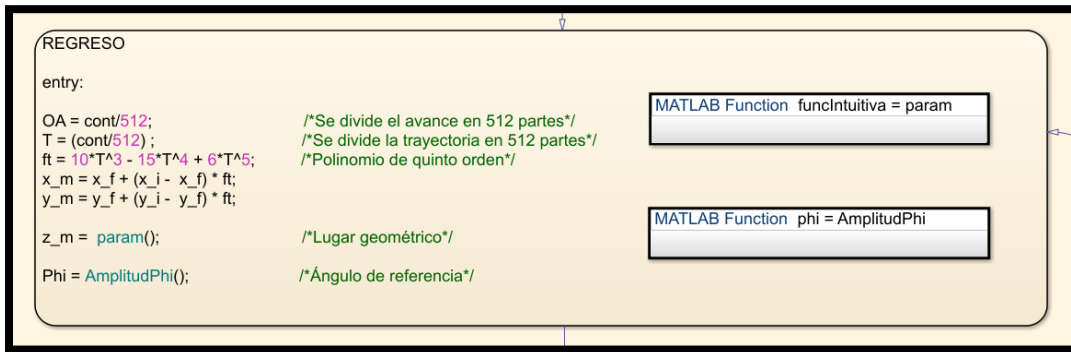 REGRESO
entry:
OA = cont/512; /*Se divide el avance en 512 partes*/
T = (cont/512) ; /*Se divide la trayectoria en 512 partes*/
ft = 10*T^3 - 15*T^4 + 6*T^5; /*Polinomio de quinto orden*/
x_m = x_f + (x_i - x_f) * ft;
y_m = y_f + (y_i - y_f) * ft;
z_m = param(); /*Lugar geométrico*/
Phi = AmplitudPhi(); /*Ángulo de referencia*/
MATLAB Function funcIntuitiva = param
MATLAB Function phi = AmplitudPhi